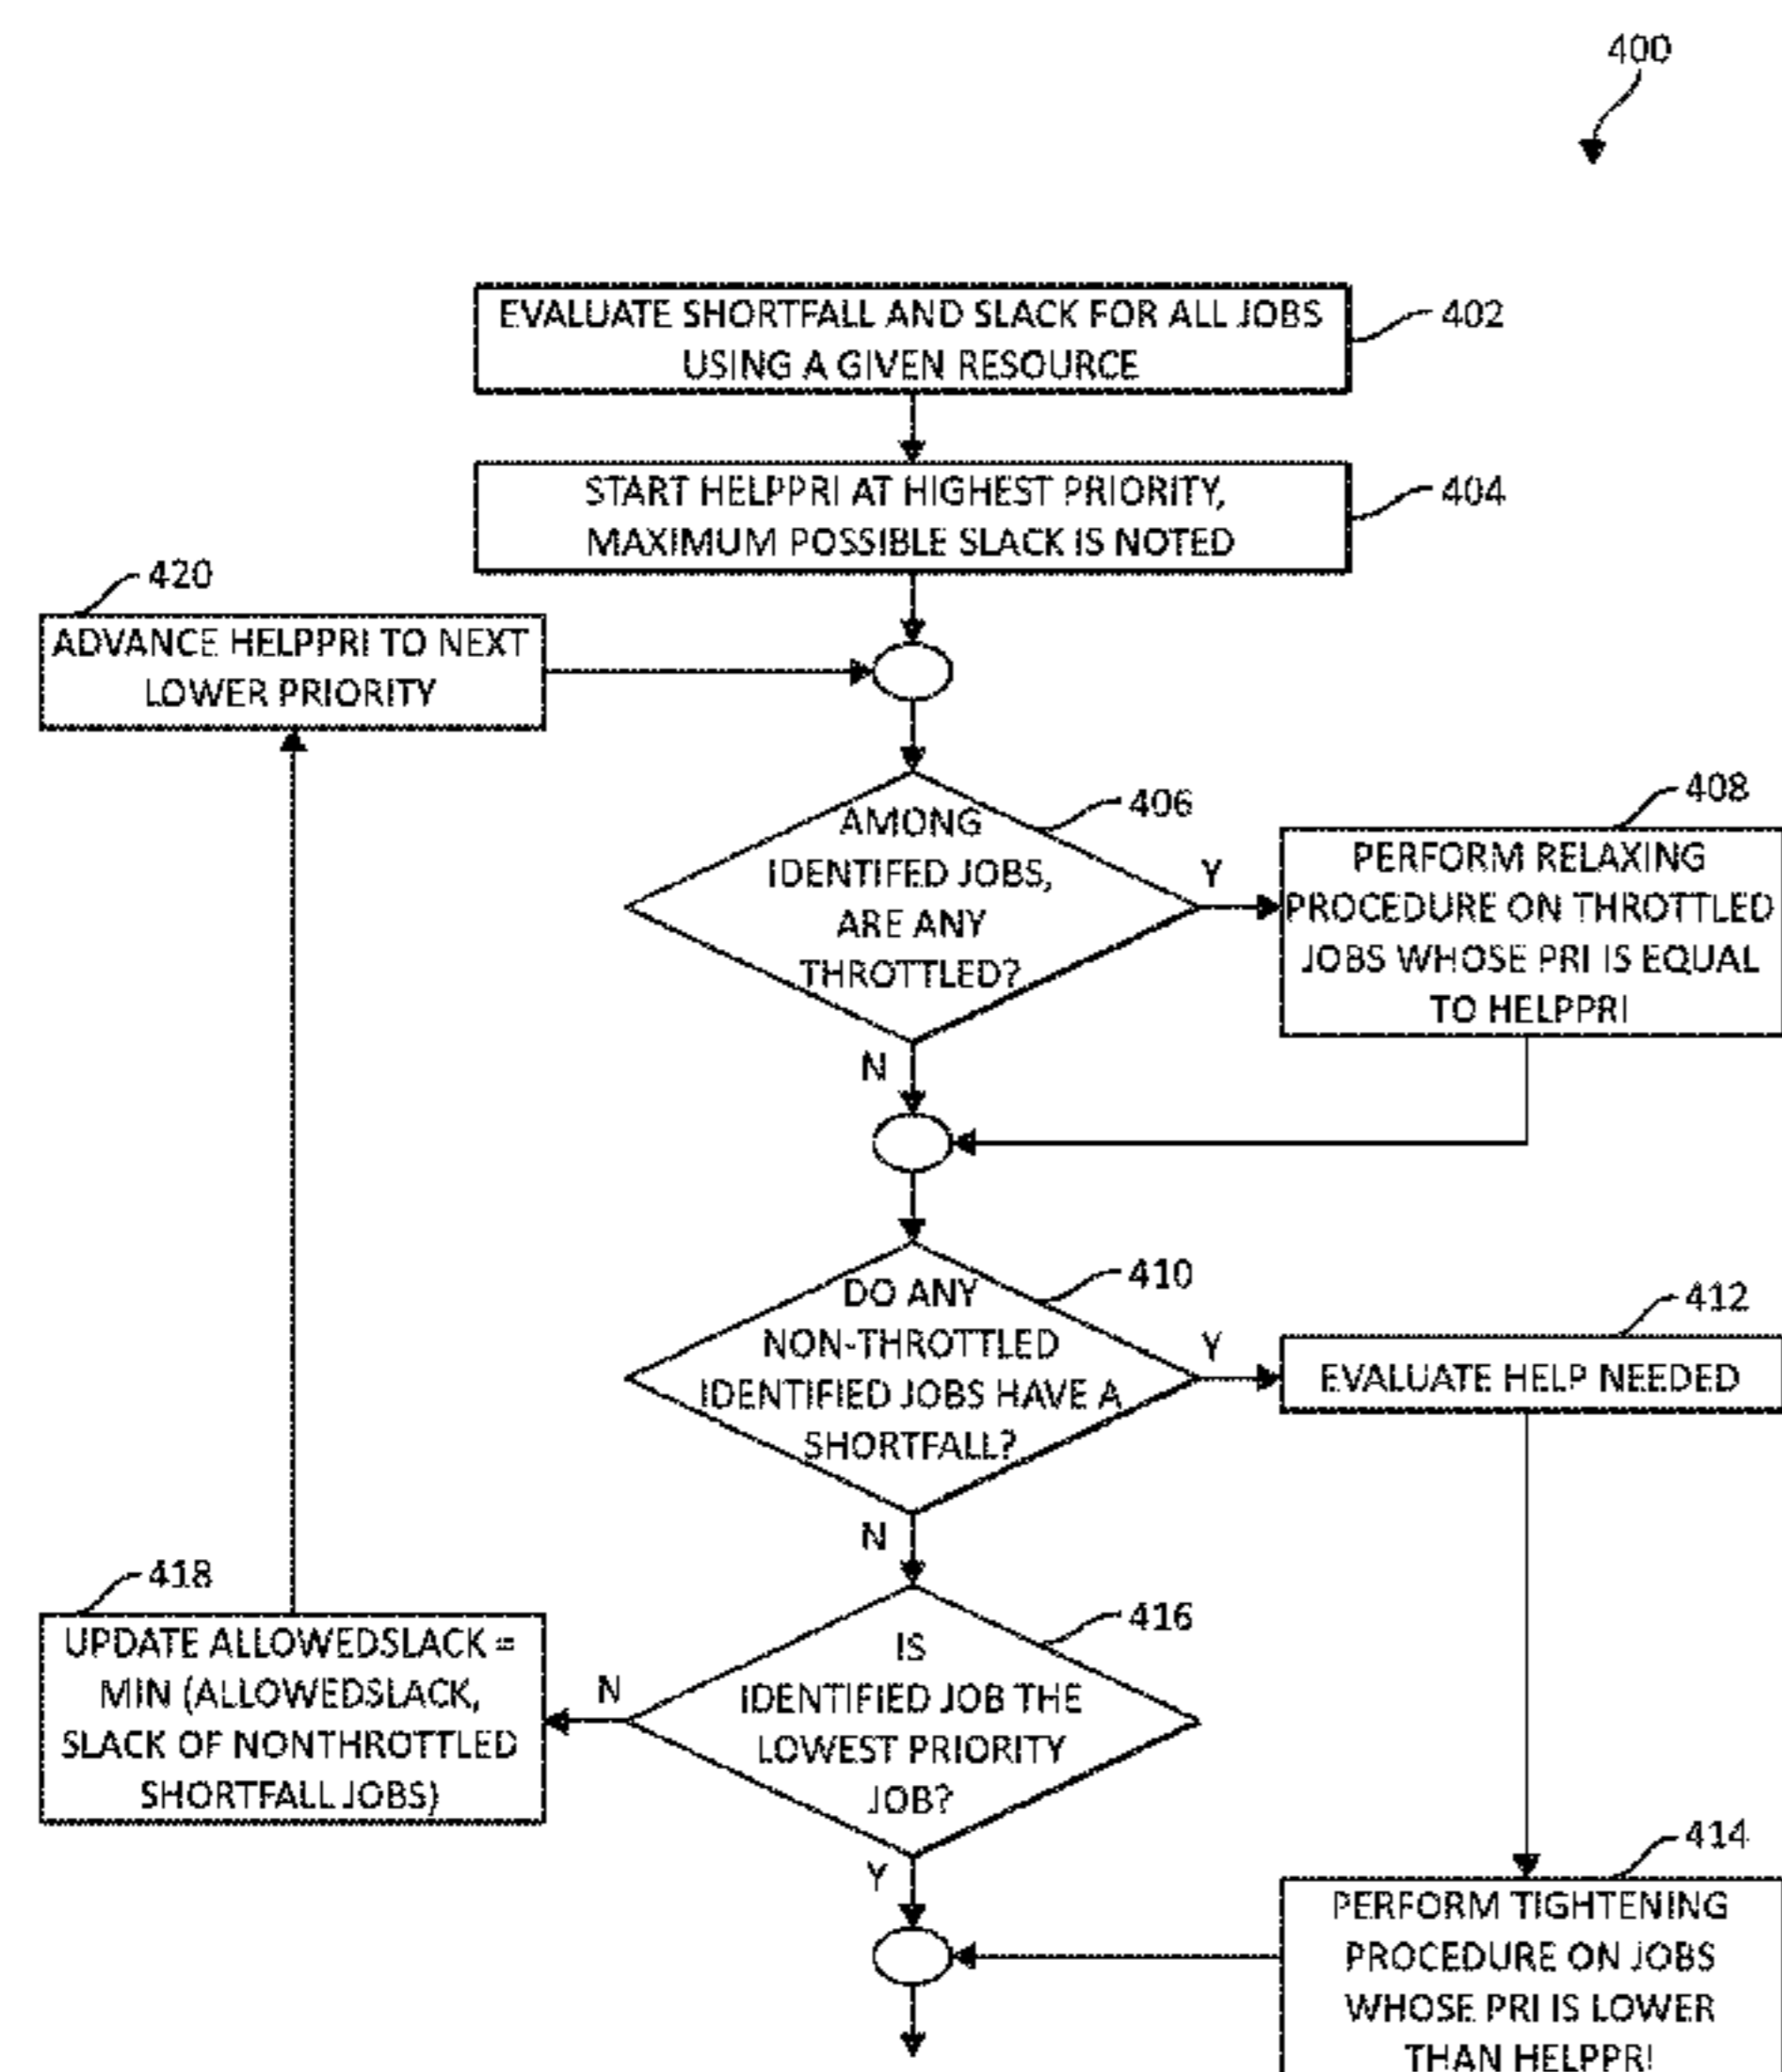 400
EVALUATE SHORTFALL AND SLACK FOR ALL JOBS
USING A GIVEN RESOURCE
402
START HELPPRI AT HIGHEST PRIORITY,
MAXIMUM POSSIBLE SLACK IS NOTED
404
420
ADVANCE HELPPRI TO NEXT
LOWER PRIORITY
406
AMONG
IDENTIFED JOBS,
ARE ANY
THROTTLED?
Y
N
408
PERFORM RELAXING
PROCEDURE ON THROTTLED
JOBS WHOSE PRI IS EQUAL
TO HELPPRI
410
DO ANY
NON-THROTTLED
IDENTIFIED JOBS HAVE A
SHORTFALL?
Y
N
412
EVALUATE HELP NEEDED
416
IS
IDENTIFIED JOB THE
LOWEST PRIORITY
JOB?
N
Y
418
UPDATE ALLOWEDSLACK =
MIN (ALLOWEDSLACK,
SLACK OF NONTHROTTLED
SHORTFALL JOBS)
414
PERFORM TIGHTENING
PROCEDURE ON JOBS
WHOSE PRI IS LOWER
THAN HELPPRI